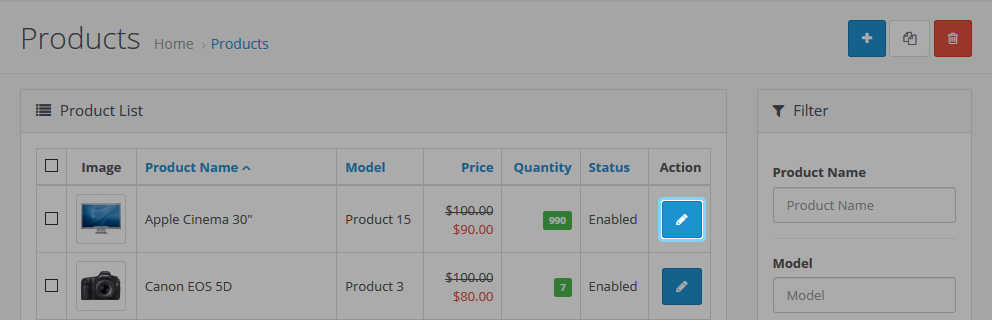 Products Home › Products
Product List
Image Product Name Model Price Quantity Status Action
Apple Cinema 30" Product 15 $100.00 $90.00 990 Enabled
Canon EOS 5D Product 3 $100.00 $80.00 7 Enabled
Filter
Product Name
Product Name
Model
Model